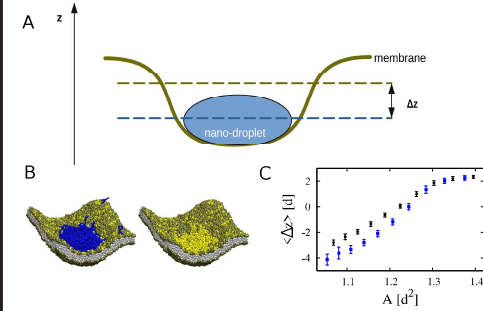 A
z
membrane
Δz
nano-droplet
B
C
<Δz> [d]
2
0
-2
-4
1.1 1.2 1.3 1.4
A [d²]